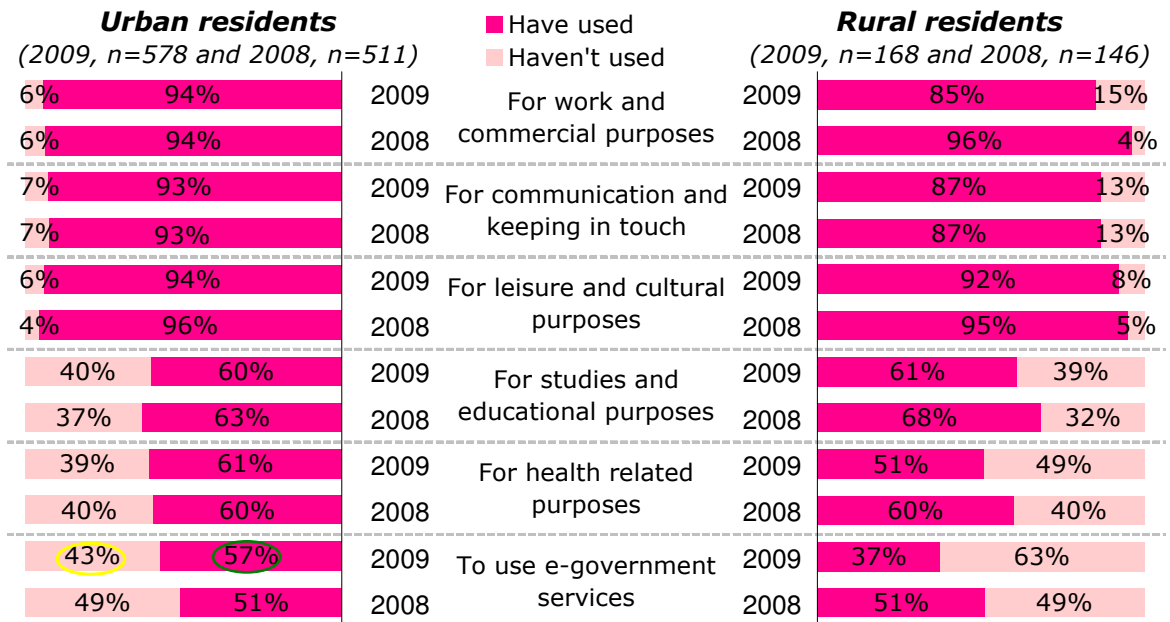 Urban residents
(2009, n=578 and 2008, n=511)
Have used
Haven't used
Rural residents
(2009, n=168 and 2008, n=146)
6% 94% 2009 For work and commercial purposes 2009 85% 15%
6% 94% 2008 2008 96% 4%
7% 93% 2009 For communication and keeping in touch 2009 87% 13%
7% 93% 2008 2008 87% 13%
6% 94% 2009 For leisure and cultural purposes 2009 92% 8%
4% 96% 2008 2008 95% 5%
40% 60% 2009 For studies and educational purposes 2009 61% 39%
37% 63% 2008 2008 68% 32%
39% 61% 2009 For health related purposes 2009 51% 49%
40% 60% 2008 2008 60% 40%
43% 57% 2009 To use e-government services 2009 37% 63%
49% 51% 2008 2008 51% 49%